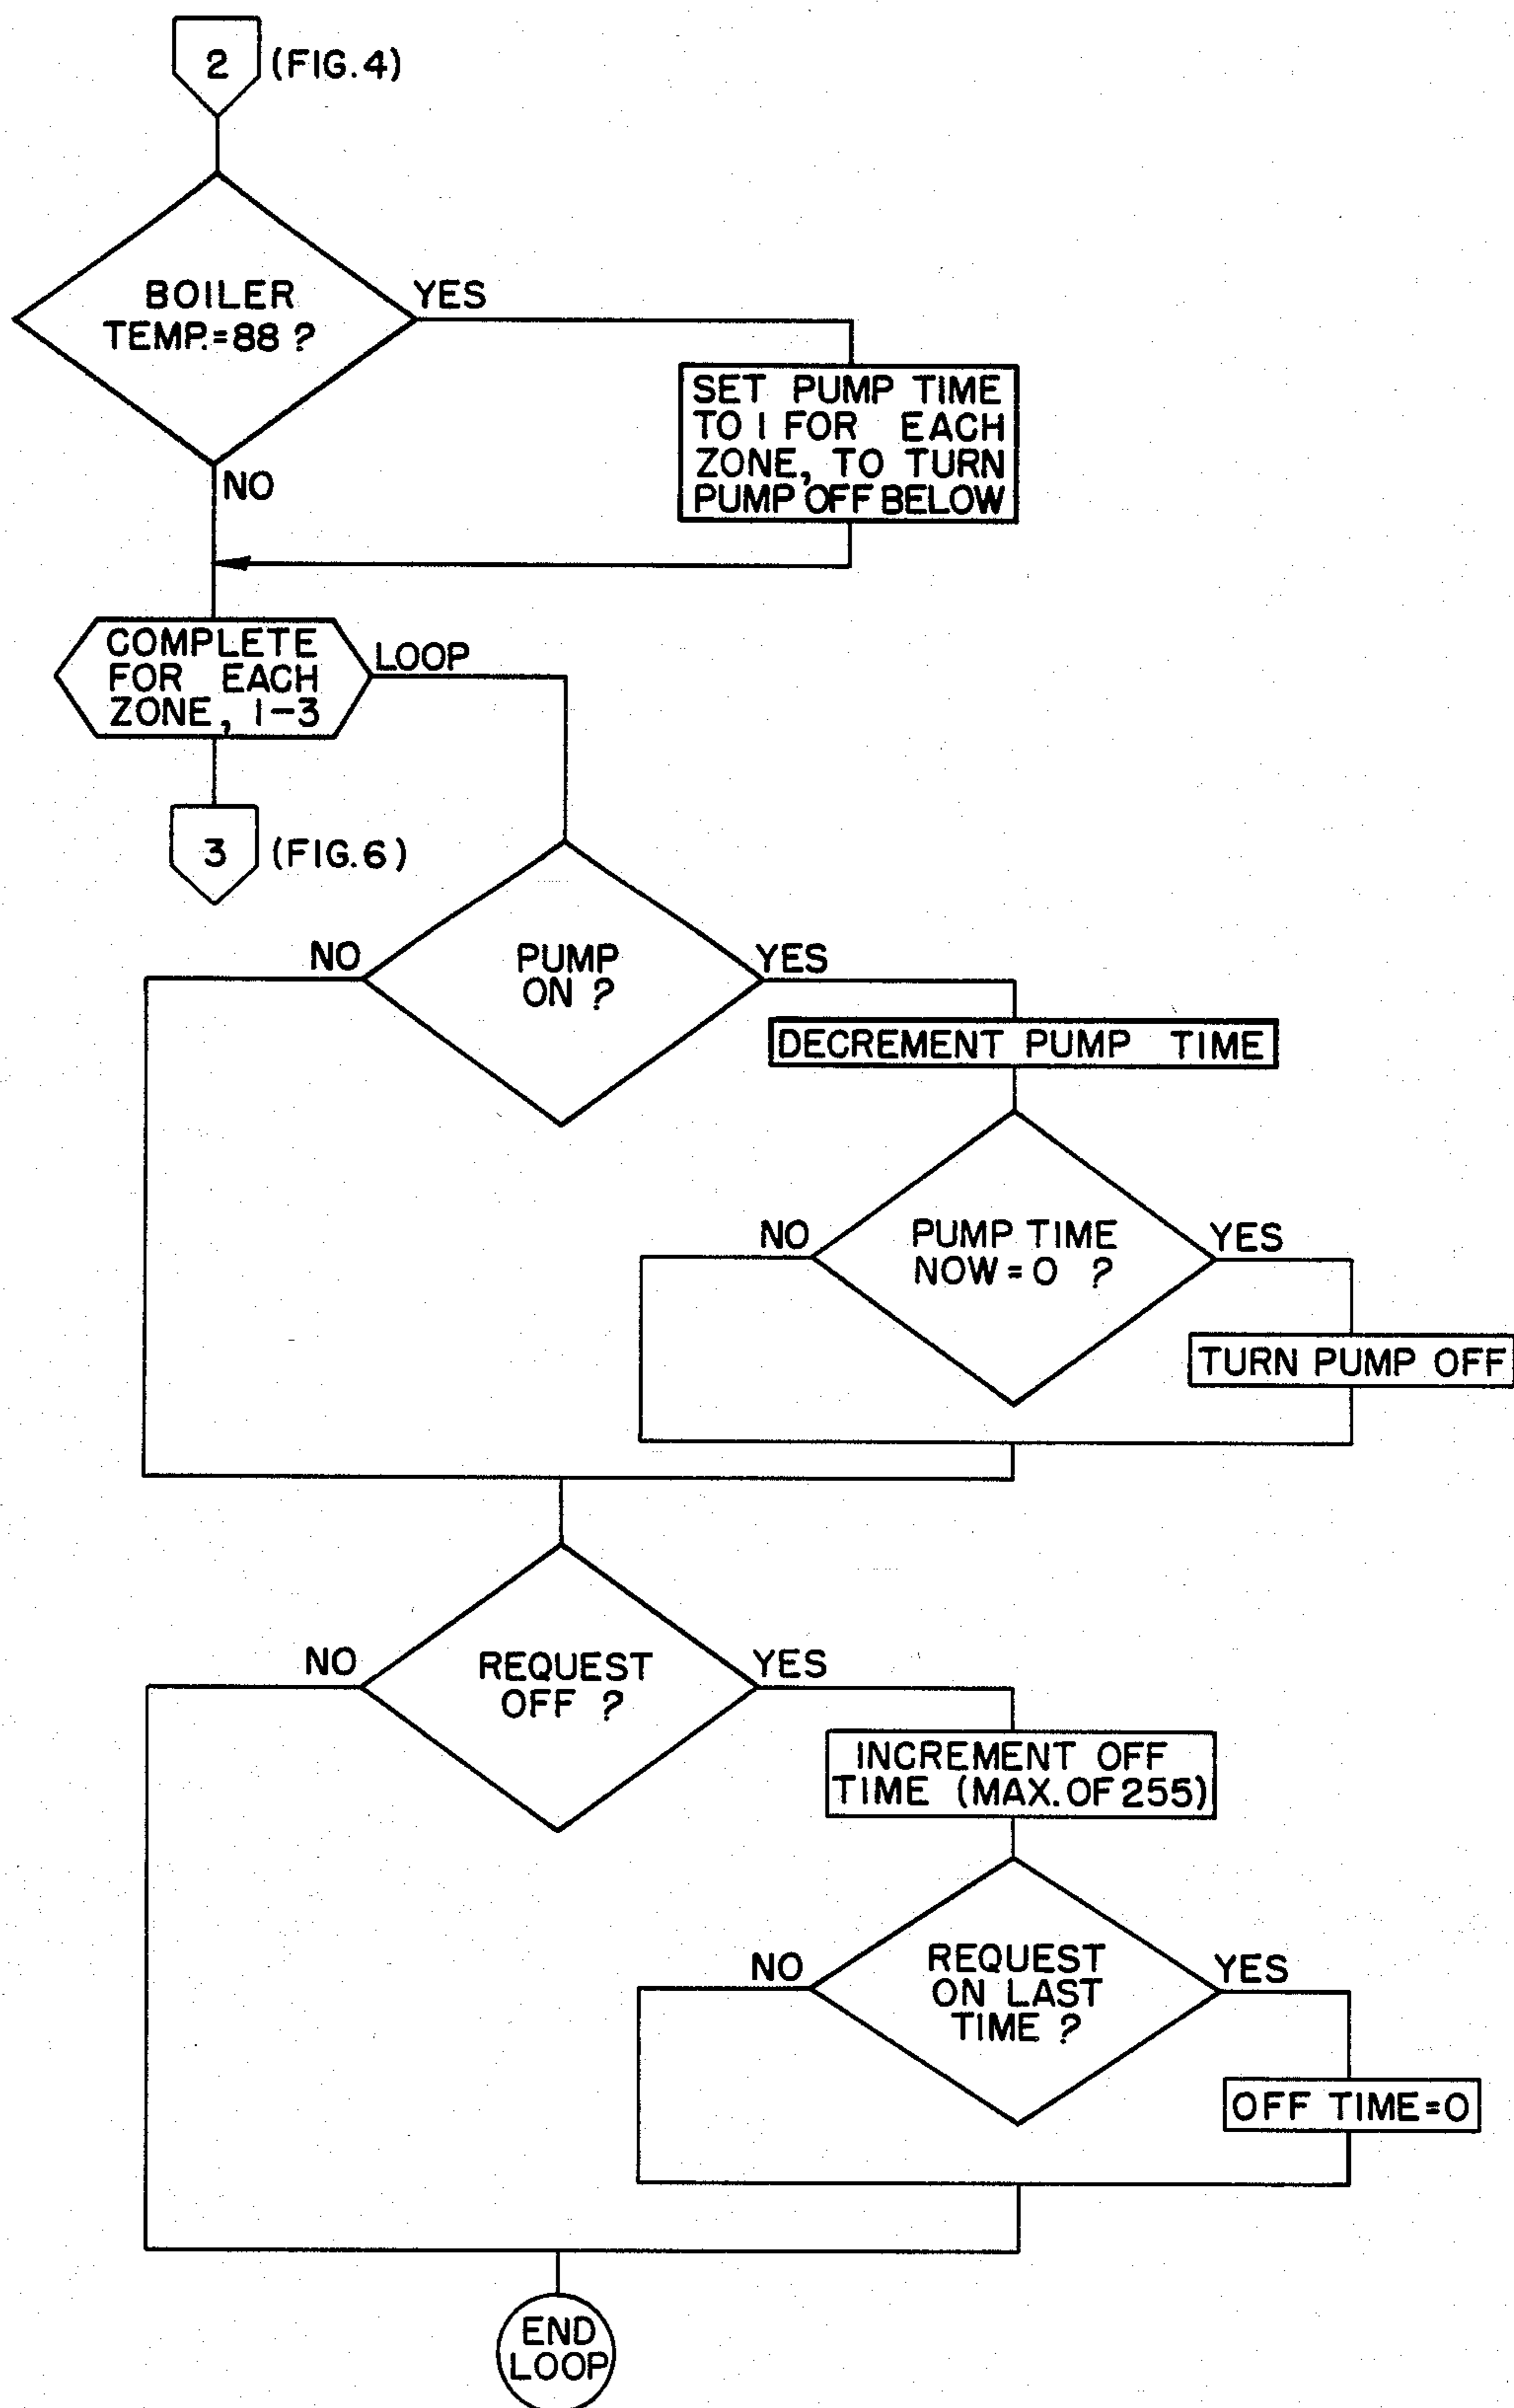 2 (FIG.4)
BOILER
TEMP.=88 ?
YES
NO
SET PUMP TIME
TO 1 FOR EACH
ZONE, TO TURN
PUMP OFF BELOW
COMPLETE
FOR EACH
ZONE, 1-3
LOOP
3 (FIG.6)
PUMP
ON ?
NO
YES
DECREMENT PUMP TIME
PUMP TIME
NOW=0 ?
NO
YES
TURN PUMP OFF
REQUEST
OFF ?
NO
YES
INCREMENT OFF
TIME (MAX.OF 255)
REQUEST
ON LAST
TIME ?
NO
YES
OFF TIME=0
END
LOOP